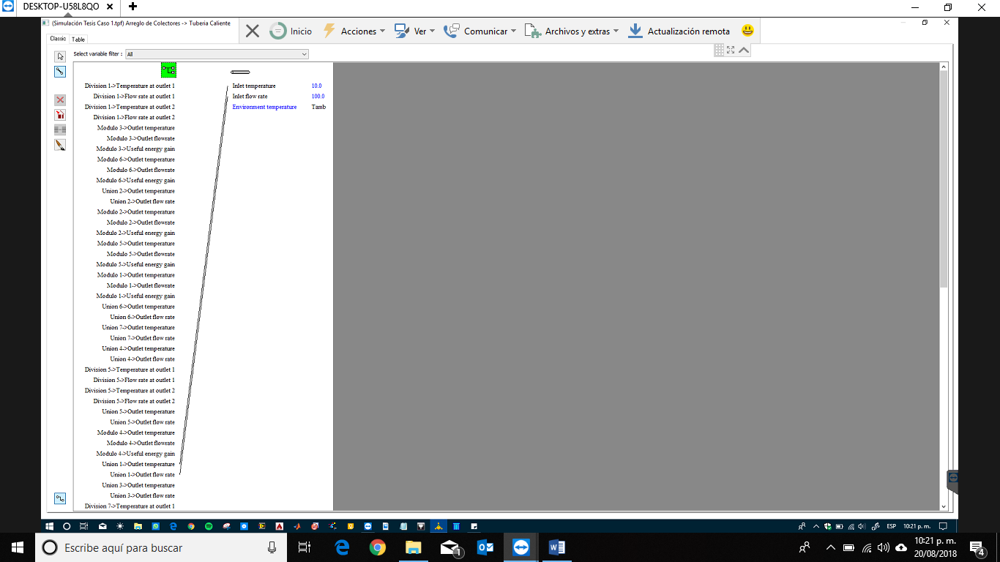 DESKTOP-U58L8QO
(Simulación Tesis Caso 1.tpf) Arreglo de Colectores -> Tuberia Caliente
Inicio
Acciones
Ver
Comunicar
Archivos y extras
Actualización remota
Classic
Table
Select variable filter :
All
Division 1->Temperature at outlet 1
Inlet temperature
10.0
Division 1->Flow rate at outlet 1
Inlet flow rate
100.0
Division 1->Temperature at outlet 2
Environment temperature
Tamb
Division 1->Flow rate at outlet 2
Modulo 3->Outlet temperature
Modulo 3->Outlet flowrate
Modulo 3->Useful energy gain
Modulo 6->Outlet temperature
Modulo 6->Outlet flowrate
Modulo 6->Useful energy gain
Union 2->Outlet temperature
Union 2->Outlet flow rate
Modulo 2->Outlet temperature
Modulo 2->Outlet flowrate
Modulo 2->Useful energy gain
Modulo 5->Outlet temperature
Modulo 5->Outlet flowrate
Modulo 5->Useful energy gain
Modulo 1->Outlet temperature
Modulo 1->Outlet flowrate
Modulo 1->Useful energy gain
Union 6->Outlet temperature
Union 6->Outlet flow rate
Union 7->Outlet temperature
Union 7->Outlet flow rate
Union 4->Outlet temperature
Union 4->Outlet flow rate
Division 5->Temperature at outlet 1
Division 5->Flow rate at outlet 1
Division 5->Temperature at outlet 2
Division 5->Flow rate at outlet 2
Union 5->Outlet temperature
Union 5->Outlet flow rate
Modulo 4->Outlet temperature
Modulo 4->Outlet flowrate
Modulo 4->Useful energy gain
Union 1->Outlet temperature
Union 1->Outlet flow rate
Union 3->Outlet temperature
Union 3->Outlet flow rate
Division 7->Temperature at outlet 1
ESP
10:21 p. m.
Escribe aquí para buscar
1
10:21 p. m.
20/08/2018
4